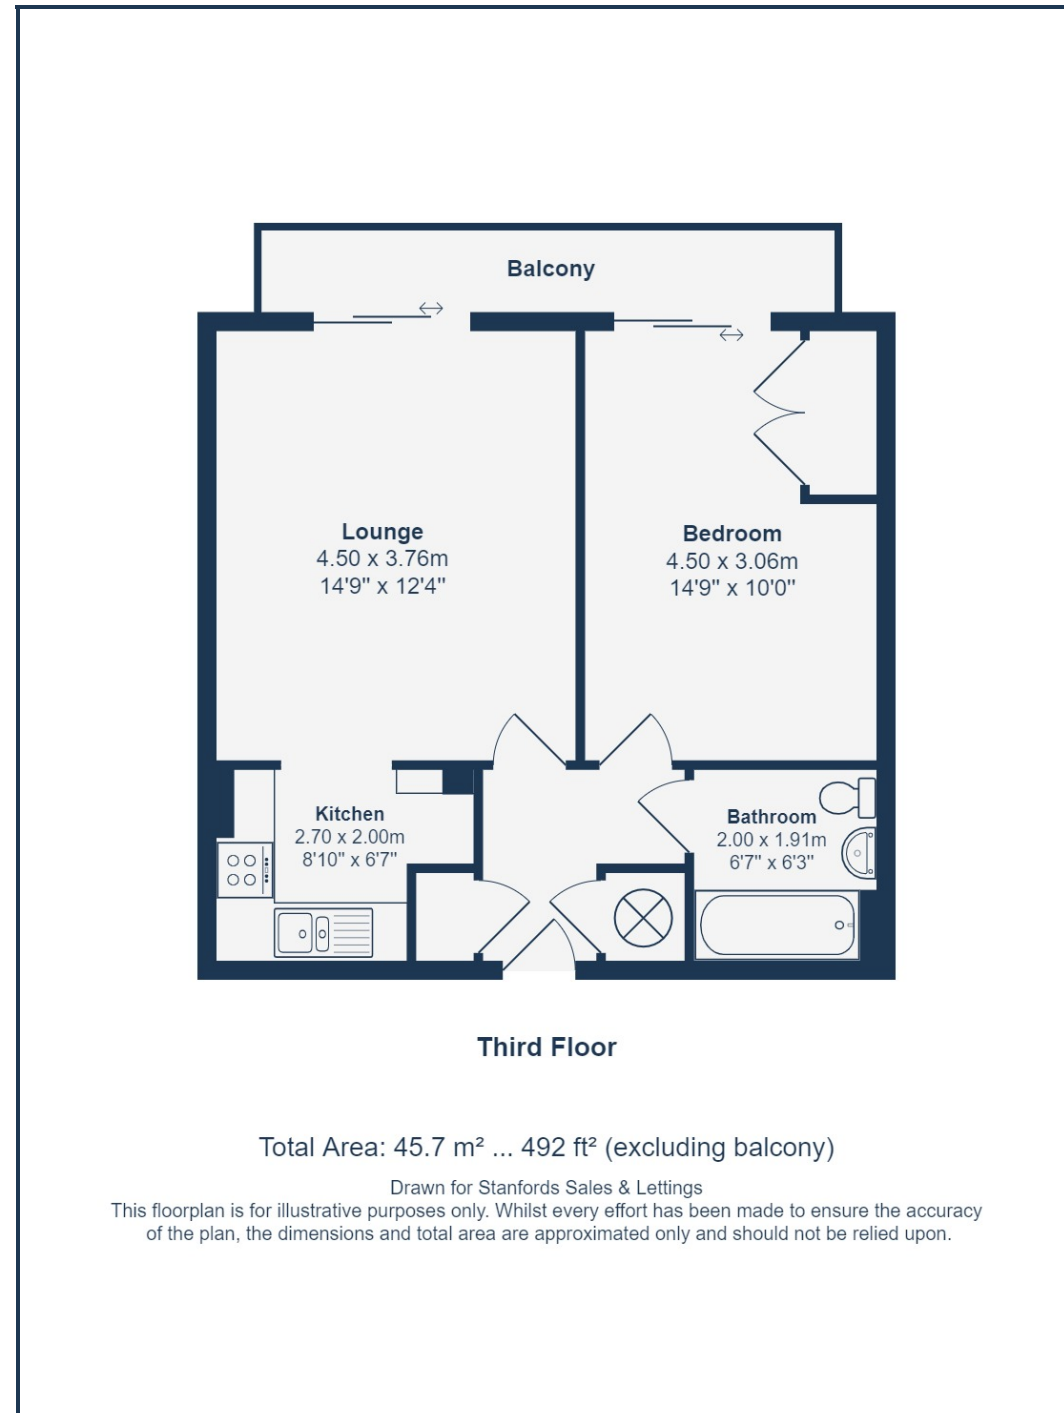 Balcony
Lounge
4.50 x 3.76m
14'9" x 12'4"
Bedroom
4.50 x 3.06m
14'9" x 10'0"
Kitchen
2.70 x 2.00m
8'10" x 6'7"
Bathroom
2.00 x 1.91m
6'7" x 6'3"
Third Floor
Total Area: 45.7 m² ... 492 ft² (excluding balcony)
Drawn for Stanfords Sales & Lettings
This floorplan is for illustrative purposes only. Whilst every effort has been made to ensure the accuracy
of the plan, the dimensions and total area are approximated only and should not be relied upon.